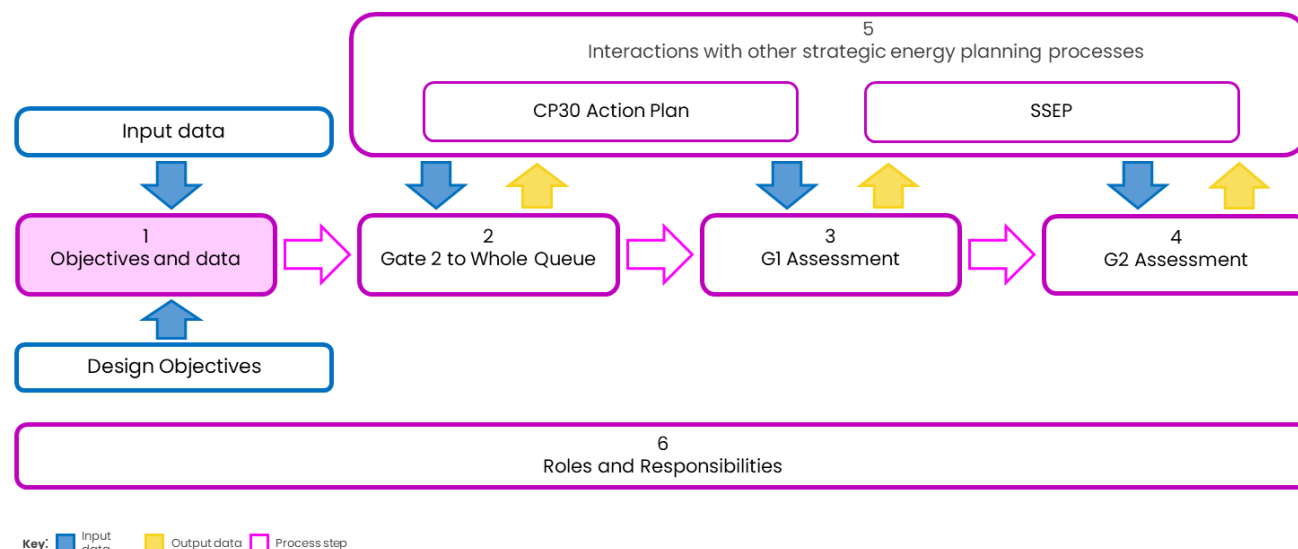 5
Interactions with other strategic energy planning processes
CP30 Action Plan
SSEP
Input data
1
Objectives and data
2
Gate 2 to Whole Queue
3
G1 Assessment
4
G2 Assessment
Design Objectives
6
Roles and Responsibilities
Key:
Input
data
Output data
Process step